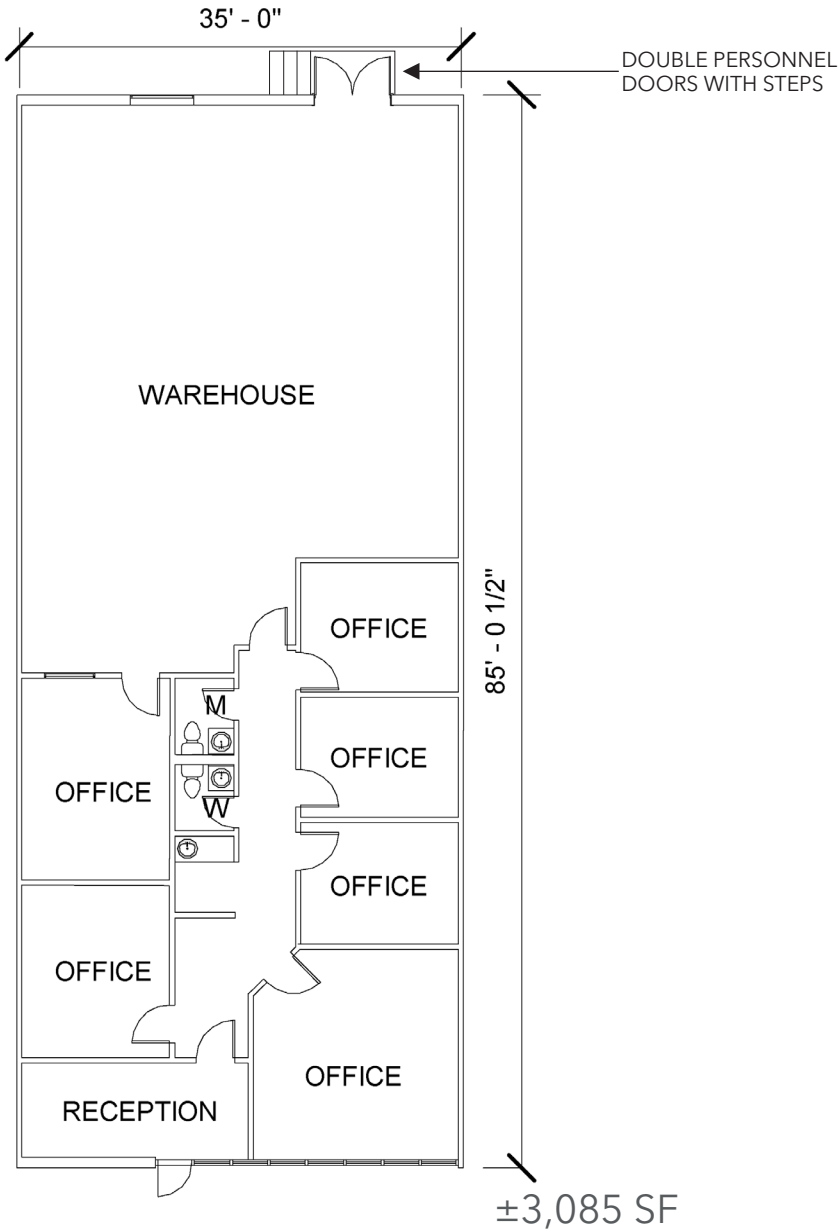 35' - 0"
DOUBLE PERSONNEL
DOORS WITH STEPS
WAREHOUSE
85' - 0 1/2"
OFFICE
M
OFFICE
OFFICE
W
OFFICE
OFFICE
OFFICE
RECEPTION
±3,085 SF